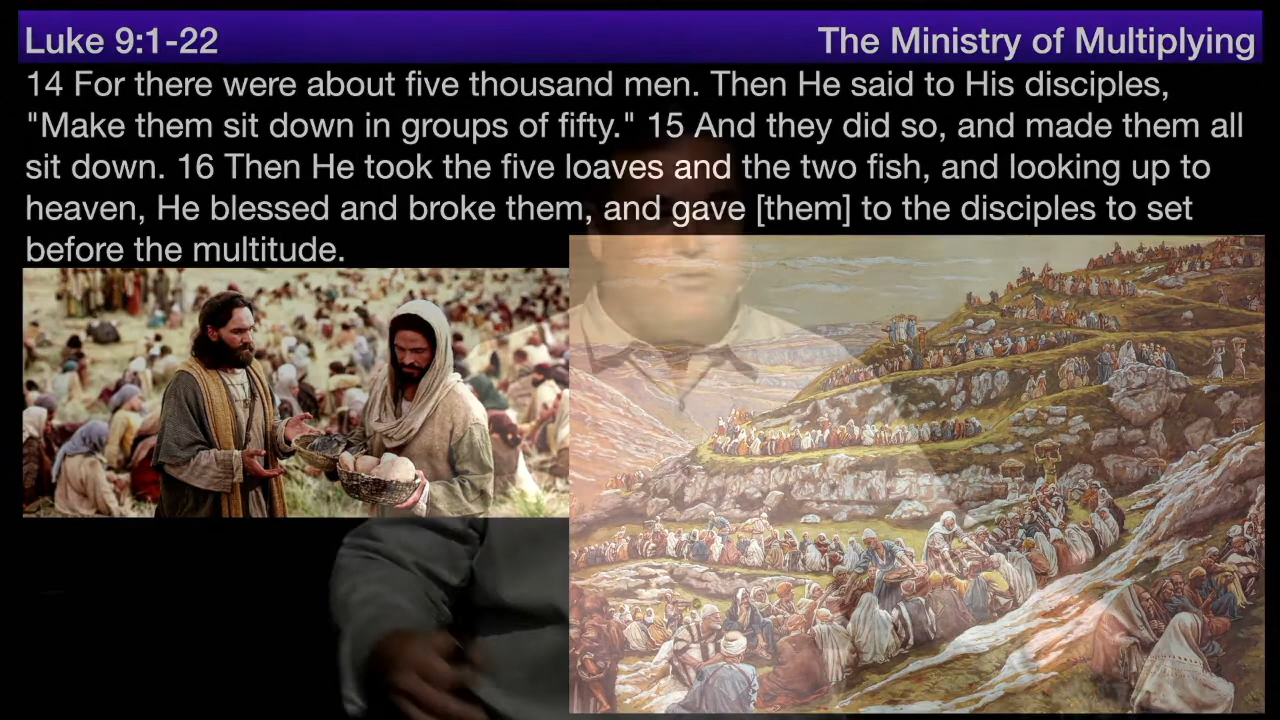 Luke 9:1-22
The Ministry of Multiplying
14 For there were about five thousand men. Then He said to His disciples,
"Make them sit down in groups of fifty." 15 And they did so, and made them all
sit down. 16 Then He took the five loaves and the two fish, and looking up to
heaven, He blessed and broke them, and gave [them] to the disciples to set
before the multitude.